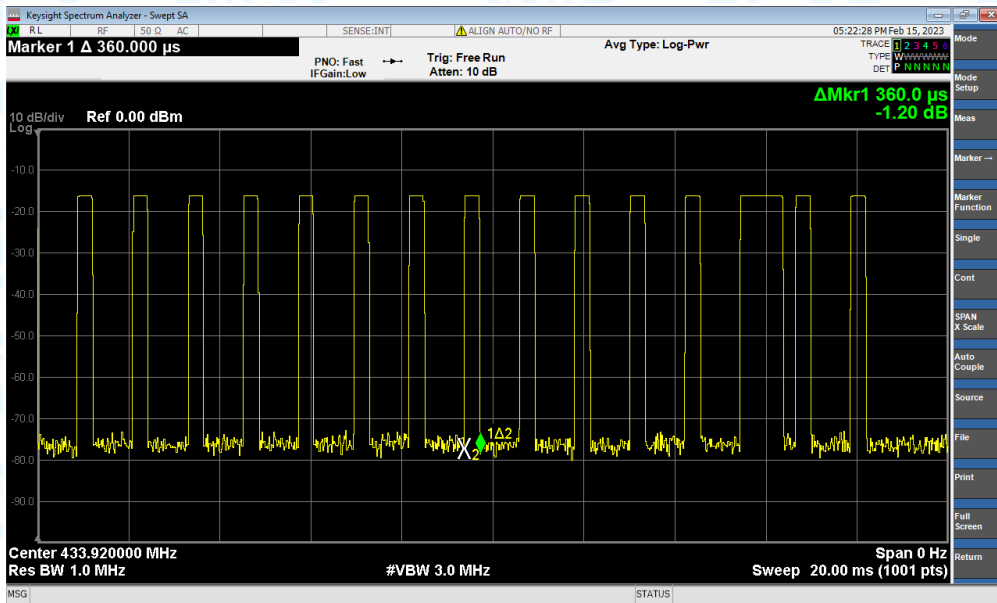 Keysight Spectrum Analyzer - Swept SA
LXI RL RF 50 Ω AC SENSE:INT ALIGN AUTO/NO RF 05:22:28 PM Feb 15, 2023
Marker 1 Δ 360.000 µs
PNO: Fast
IFGain:Low
Trig: Free Run
Atten: 10 dB
Avg Type: Log-Pwr
TRACE 1 2 3 4 5 6
TYPE WWWWWW
DET P N N N N N
ΔMkr1 360.0 µs
-1.20 dB
10 dB/div Ref 0.00 dBm
Log
-10.0
-20.0
-30.0
-40.0
-50.0
-60.0
-70.0
-80.0
-90.0
1Δ2
X2
Center 433.920000 MHz
Span 0 Hz
Res BW 1.0 MHz
#VBW 3.0 MHz
Sweep 20.00 ms (1001 pts)
MSG
STATUS
Mode
Mode
Setup
Meas
Marker→
Marker
Function
Single
Cont
SPAN
X Scale
Auto
Couple
Source
File
Print
Full
Screen
Return